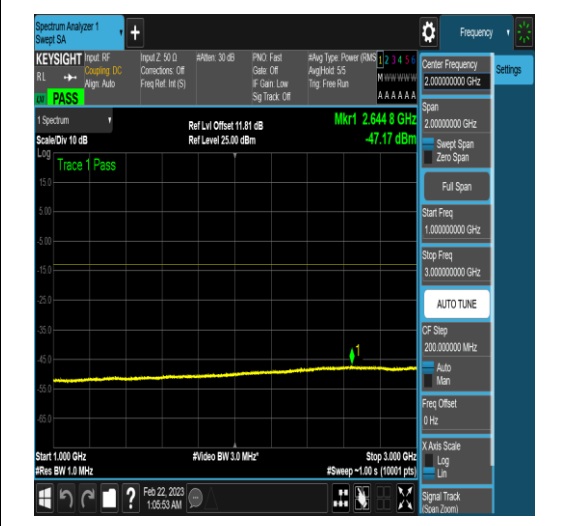 Spectrum Analyzer 1
Swept SA
+
Frequency
KEYSIGHT
RL
PASS
Input: RF
Coupling: DC
Align: Auto
Input Z: 50 Ω
Corrections: Off
Freq Ref: Int (S)
#Atten: 30 dB
PNO: Fast
Gate: Off
IF Gain: Low
Sig Track: Off
#Avg Type: Power (RMS
Avg|Hold: 5/5
Trig: Free Run
1 2 3 4 5 6
M W W W W W
A A A A A A
Center Frequency
2.000000000 GHz
Settings
Span
2.00000000 GHz
Swept Span
Zero Span
Full Span
Start Freq
1.000000000 GHz
Stop Freq
3.000000000 GHz
AUTO TUNE
CF Step
200.000000 MHz
Auto
Man
Freq Offset
0 Hz
X Axis Scale
Log
Lin
Signal Track
(Span Zoom)
1 Spectrum
Scale/Div 10 dB
Ref Lvl Offset 11.81 dB
Ref Level 25.00 dBm
Mkr1 2.644 8 GHz
-47.17 dBm
Log
Trace 1 Pass
15.0
5.00
-5.00
-15.0
-25.0
-35.0
-45.0
-55.0
-65.0
1
Start 1.000 GHz
#Video BW 3.0 MHz*
Stop 3.000 GHz
#Res BW 1.0 MHz
#Sweep ~1.00 s (10001 pts)
?
Feb 22, 2023
1:05:53 AM